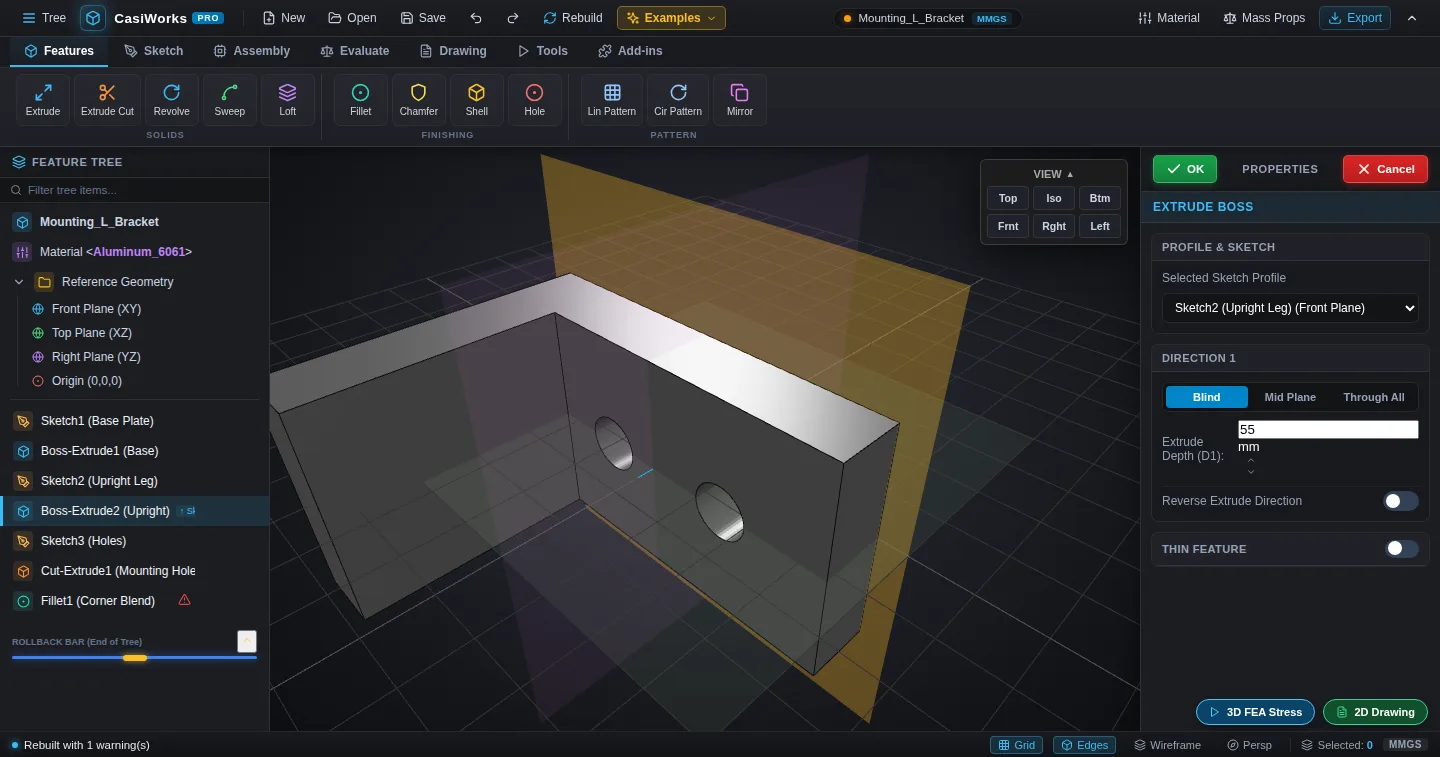 Tree
CasiWorks PRO
New
Open
Save
Rebuild
Examples
Mounting_L_Bracket MMGS
Material
Mass Props
Export
Features
Sketch
Assembly
Evaluate
Drawing
Tools
Add-ins
Extrude
Extrude Cut
Revolve
Sweep
Loft
SOLIDS
Fillet
Chamfer
Shell
Hole
FINISHING
Lin Pattern
Cir Pattern
Mirror
PATTERN
FEATURE TREE
Filter tree items...
Mounting_L_Bracket
Material <Aluminum_6061>
Reference Geometry
Front Plane (XY)
Top Plane (XZ)
Right Plane (YZ)
Origin (0,0,0)
Sketch1 (Base Plate)
Boss-Extrude1 (Base)
Sketch2 (Upright Leg)
Boss-Extrude2 (Upright) ↑ Sk
Sketch3 (Holes)
Cut-Extrude1 (Mounting Hole
Fillet1 (Corner Blend)
ROLLBACK BAR (End of Tree)
VIEW ▲
Top
Iso
Btm
Frnt
Rght
Left
OK
PROPERTIES
Cancel
EXTRUDE BOSS
PROFILE & SKETCH
Selected Sketch Profile
Sketch2 (Upright Leg) (Front Plane)
DIRECTION 1
Blind
Mid Plane
Through All
Extrude
Depth (D1):
55
mm
Reverse Extrude Direction
THIN FEATURE
3D FEA Stress
2D Drawing
Rebuilt with 1 warning(s)
Grid
Edges
Wireframe
Persp
Selected: 0
MMGS